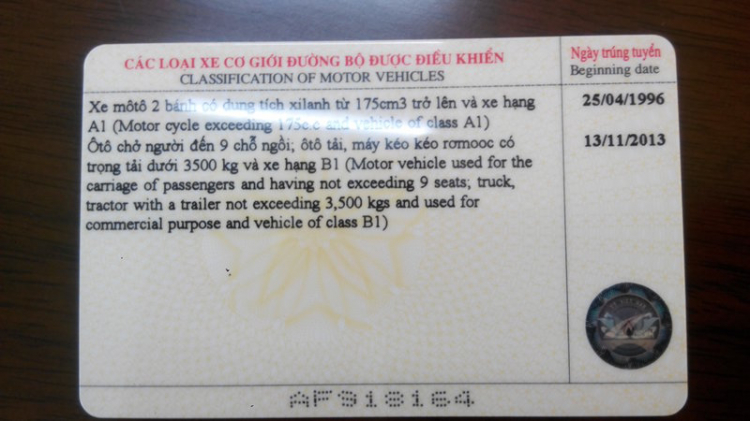 CÁC LOẠI XE CƠ GIỚI ĐƯỜNG BỘ ĐƯỢC ĐIỀU KHIỂN
CLASSIFICATION OF MOTOR VEHICLES
Ngày trúng tuyển
Beginning date
Xe môtô 2 bánh có dung tích xilanh từ 175cm3 trở lên và xe hạng
A1 (Motor cycle exceeding 175c.c and vehicle of class A1)
25/04/1996
Ôtô chở người đến 9 chỗ ngồi; ôtô tải, máy kéo kéo rơmooc có
trọng tải dưới 3500 kg và xe hạng B1 (Motor vehicle used for the
carriage of passengers and having not exceeding 9 seats; truck,
tractor with a trailer not exceeding 3,500 kgs and used for
commercial purpose and vehicle of class B1)
13/11/2013
AF918164